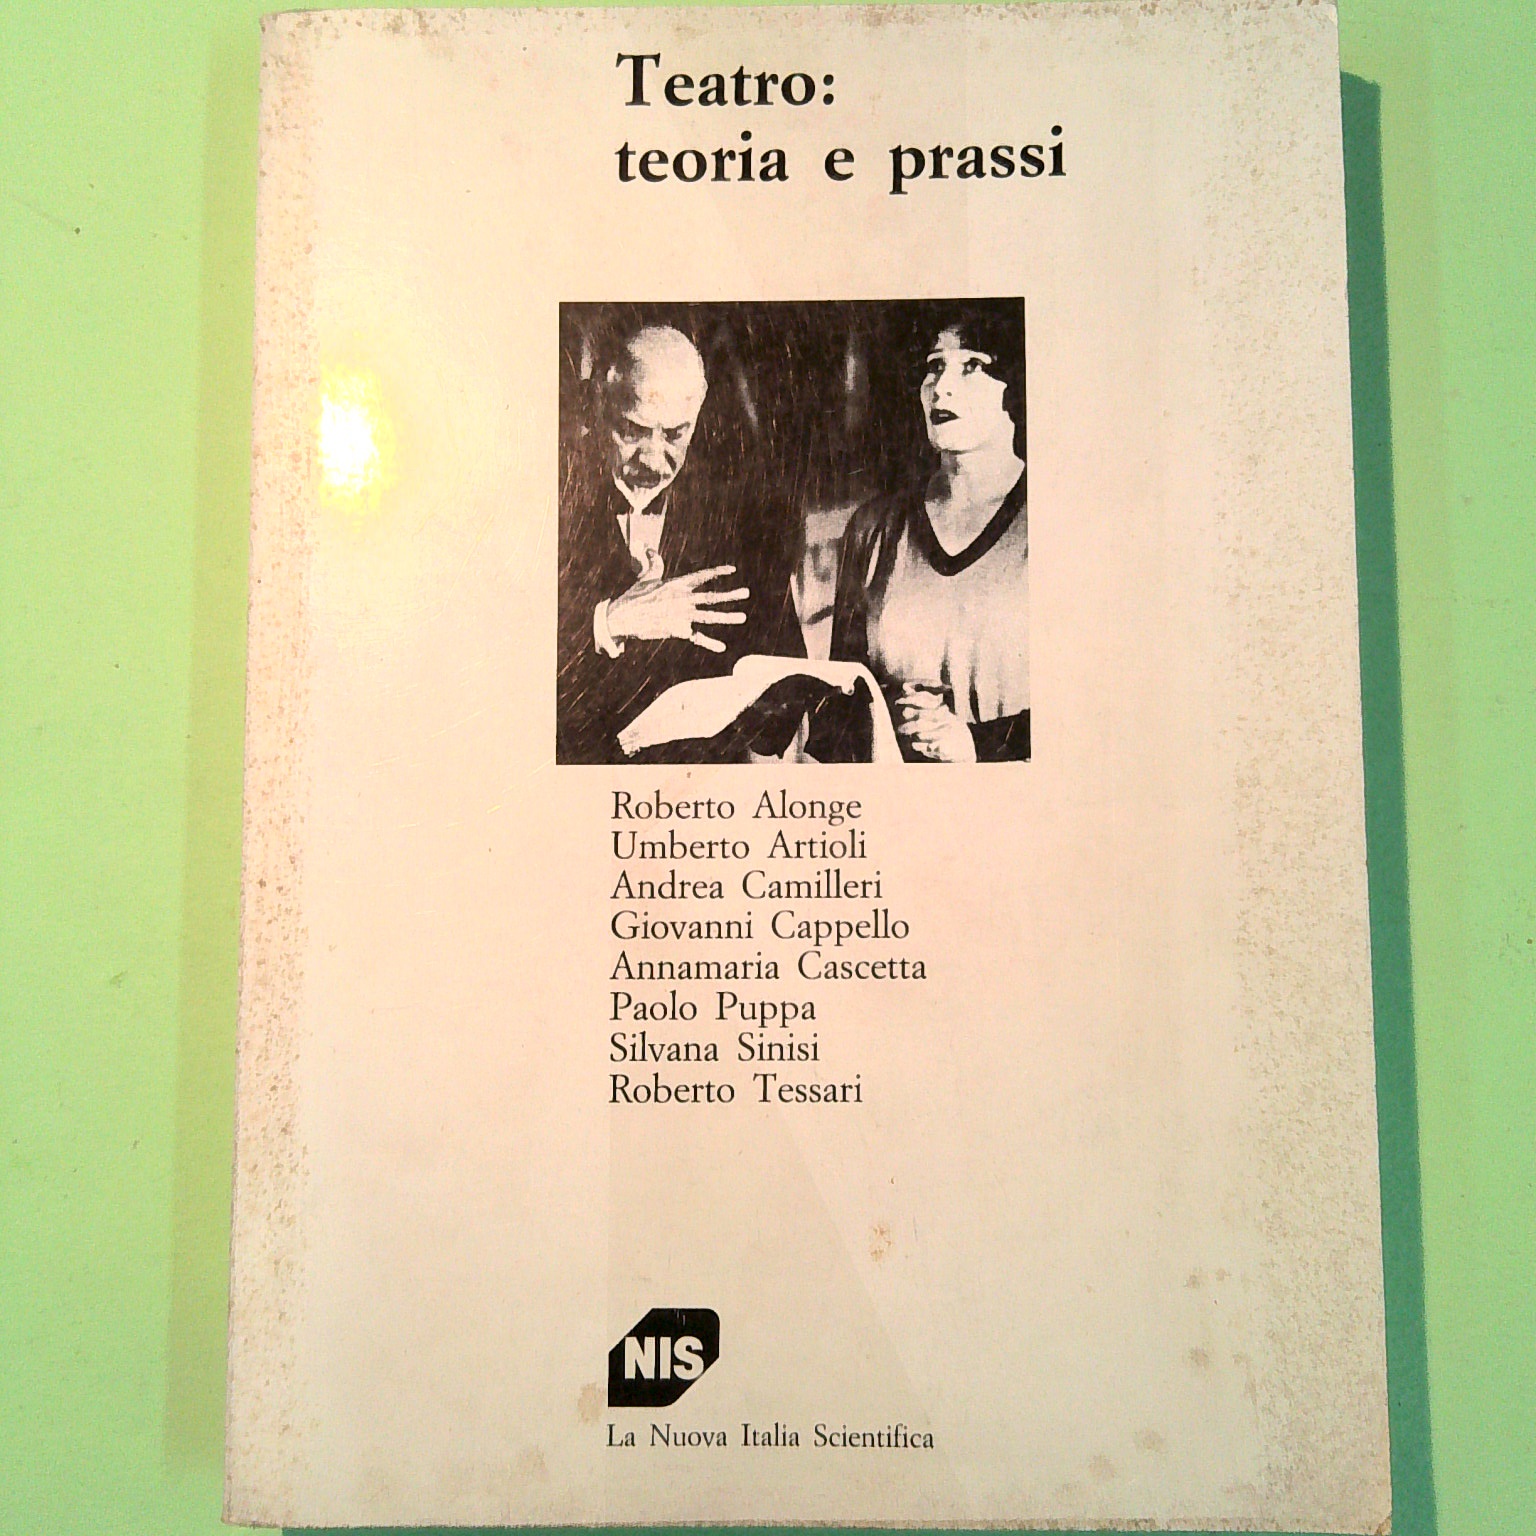 Teatro:
teoria e prassi
Roberto Alonge
Umberto Artioli
Andrea Camilleri
Giovanni Cappello
Annamaria Cascetta
Paolo Puppa
Silvana Sinisi
Roberto Tessari
NIS
La Nuova Italia Scientifica